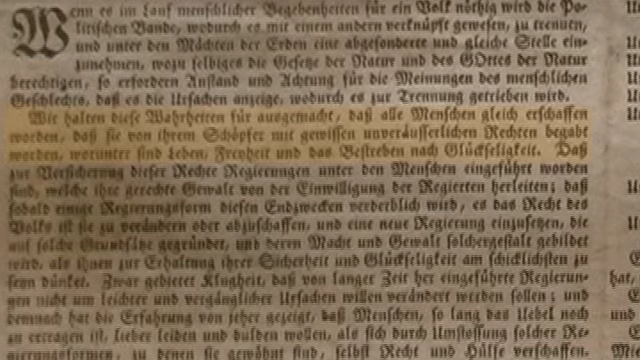 Wenn es im Lauf menschlicher Begebenheiten für ein Volk nöthig wird die Po-
litischen Bande, wodurch es mit einem andern verknüpft gewesen, zu trennen,
und unter den Mächten der Erden eine abgesonderte und gleiche Stelle ein-
zunehmen, wozu selbiges die Gesetze der Natur und des GOttes der Natur
berechtigen, so erfordern Anstand und Achtung für die Meinungen des menschlichen
Geschlechts, daß es die Ursachen anzeige, wodurch es zur Trennung getrieben wird.
Wir halten diese Wahrheiten für ausgemacht, daß alle Menschen gleich erschaffen
worden, daß sie von ihrem Schöpfer mit gewissen unveräusserlichen Rechten begabt
worden, worunter sind Leben, Freyheit und das Bestreben nach Glückseligkeit. Daß
zur Versicherung dieser Rechte Regierungen unter den Menschen eingeführt worden
sind, welche ihre gerechte Gewalt von der Einwilligung der Regierten herleiten; daß
sobald einige Regierungsform diesen Endzwecken verderblich wird, es das Recht des
Volks ist sie zu verändern oder abzuschaffen, und eine neue Regierung einzusetzen, die
auf solche Grundsätze gegründet, und deren Macht und Gewalt solchergestalt gebildet
wird, als ihnen zur Erhaltung ihrer Sicherheit und Glückseligkeit am schicklichsten zu
seyn dünket. Zwar gebietet Klugheit, daß von langer Zeit her eingeführte Regierun-
gen nicht um leichter und vergänglicher Ursachen willen verändert werden sollen; und
demnach hat die Erfahrung von jeher gezeigt, daß Menschen, so lang das Uebel noch
zu ertragen ist, lieber leiden und dulden wollen, als sich durch Umstossung solcher Re-
gierungsformen, zu denen sie gewöhnt sind, selbst Recht und Hülfe verschaffen.
hat,
und